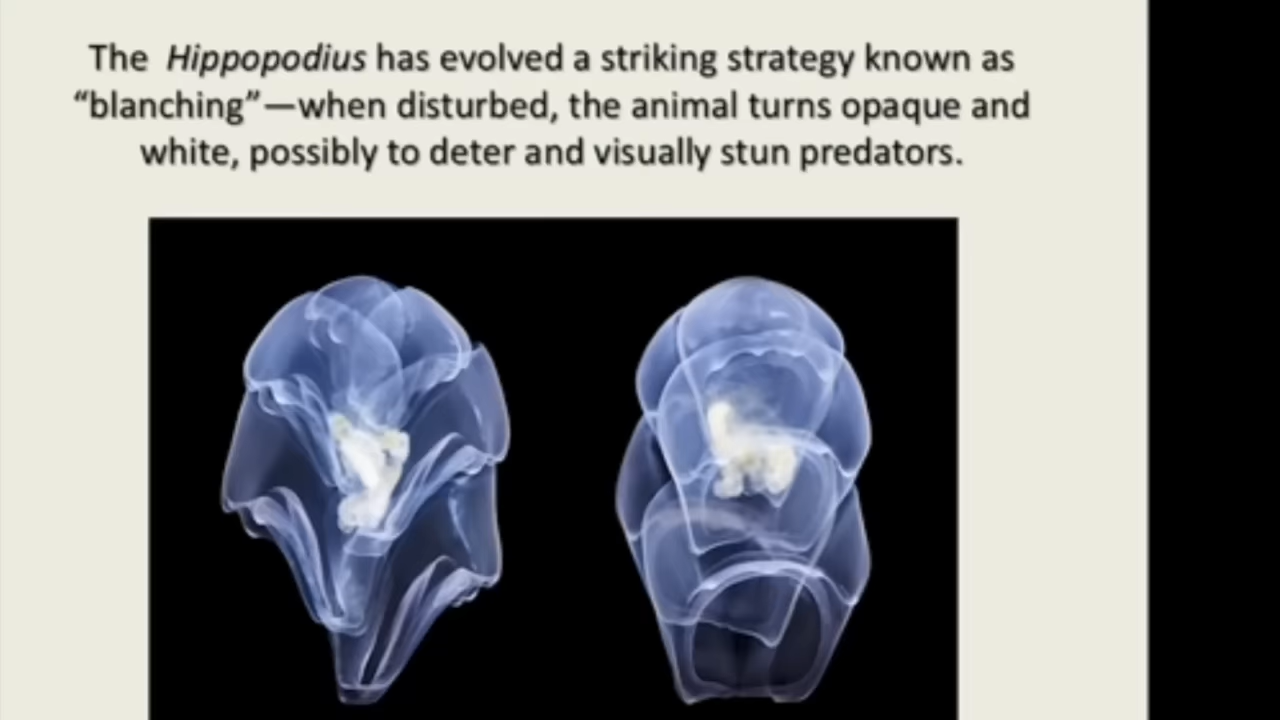 The Hippopodius has evolved a striking strategy known as
“blanching”—when disturbed, the animal turns opaque and
white, possibly to deter and visually stun predators.